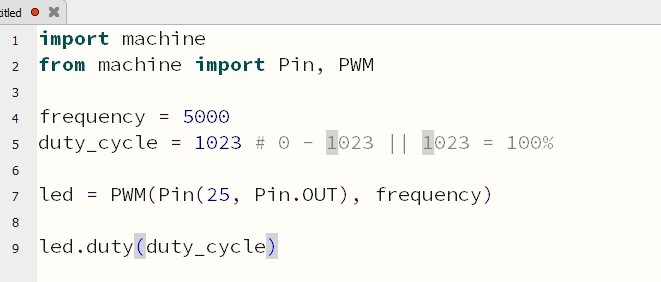 titled
1 import machine
2 from machine import Pin, PWM
3
4 frequency = 5000
5 duty_cycle = 1023 # 0 - 1023 || 1023 = 100%
6
7 led = PWM(Pin(25, Pin.OUT), frequency)
8
9 led.duty(duty_cycle)